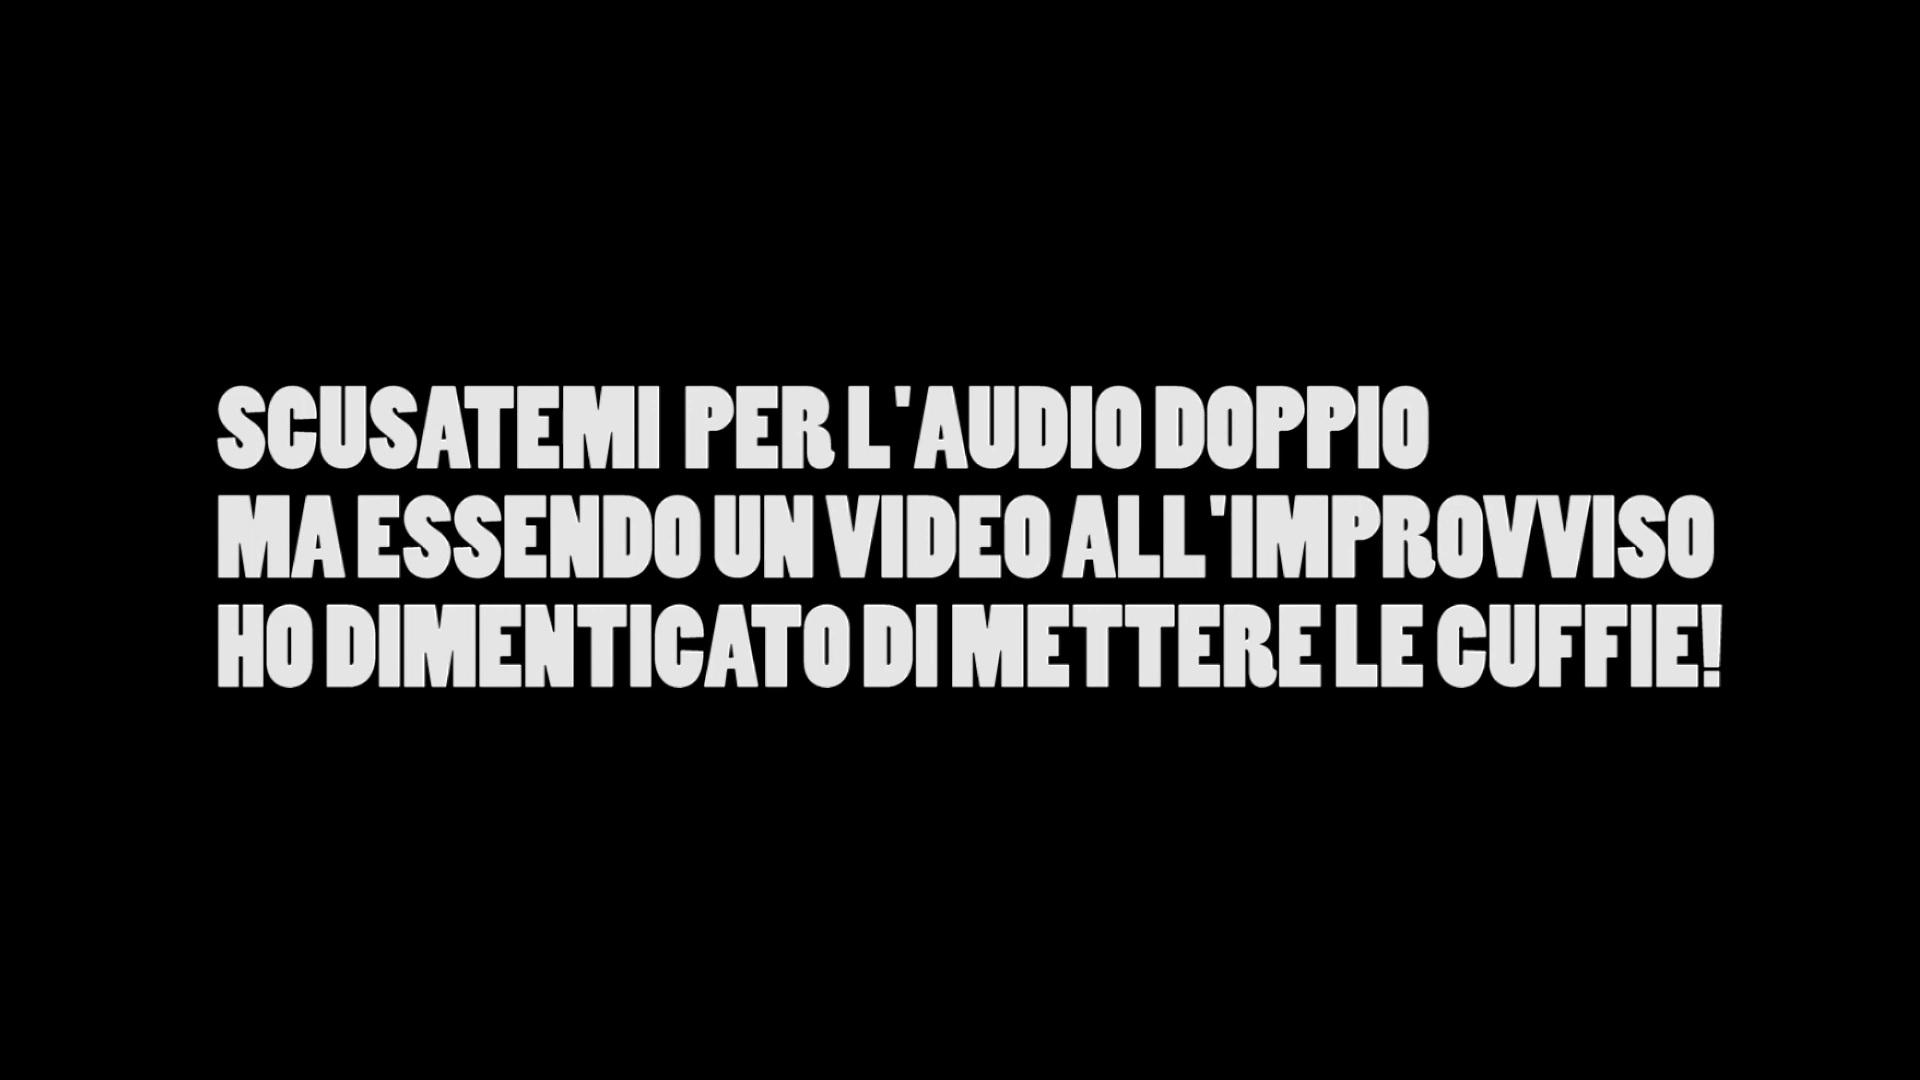 SCUSATEMI PER L'AUDIO DOPPIO
MA ESSENDO UN VIDEO ALL'IMPROVVISO
HO DIMENTICATO DI METTERE LE CUFFIE!